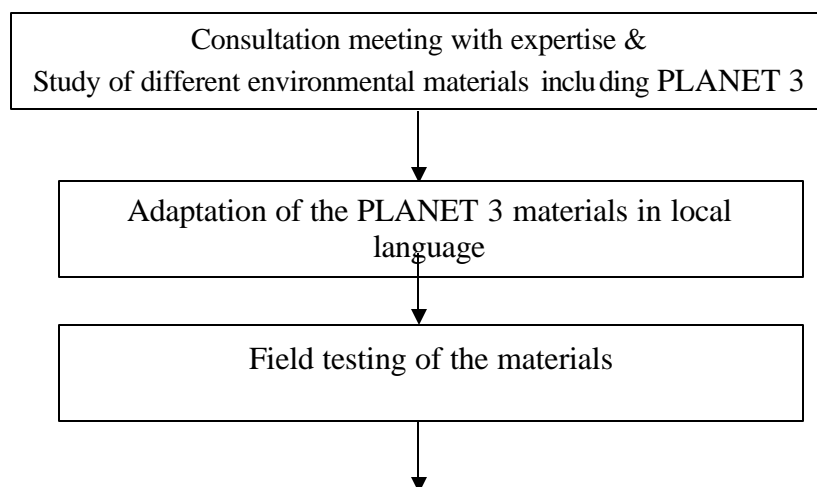 Consultation meeting with expertise &
Study of different environmental materials including PLANET 3
Adaptation of the PLANET 3 materials in local
language
Field testing of the materials